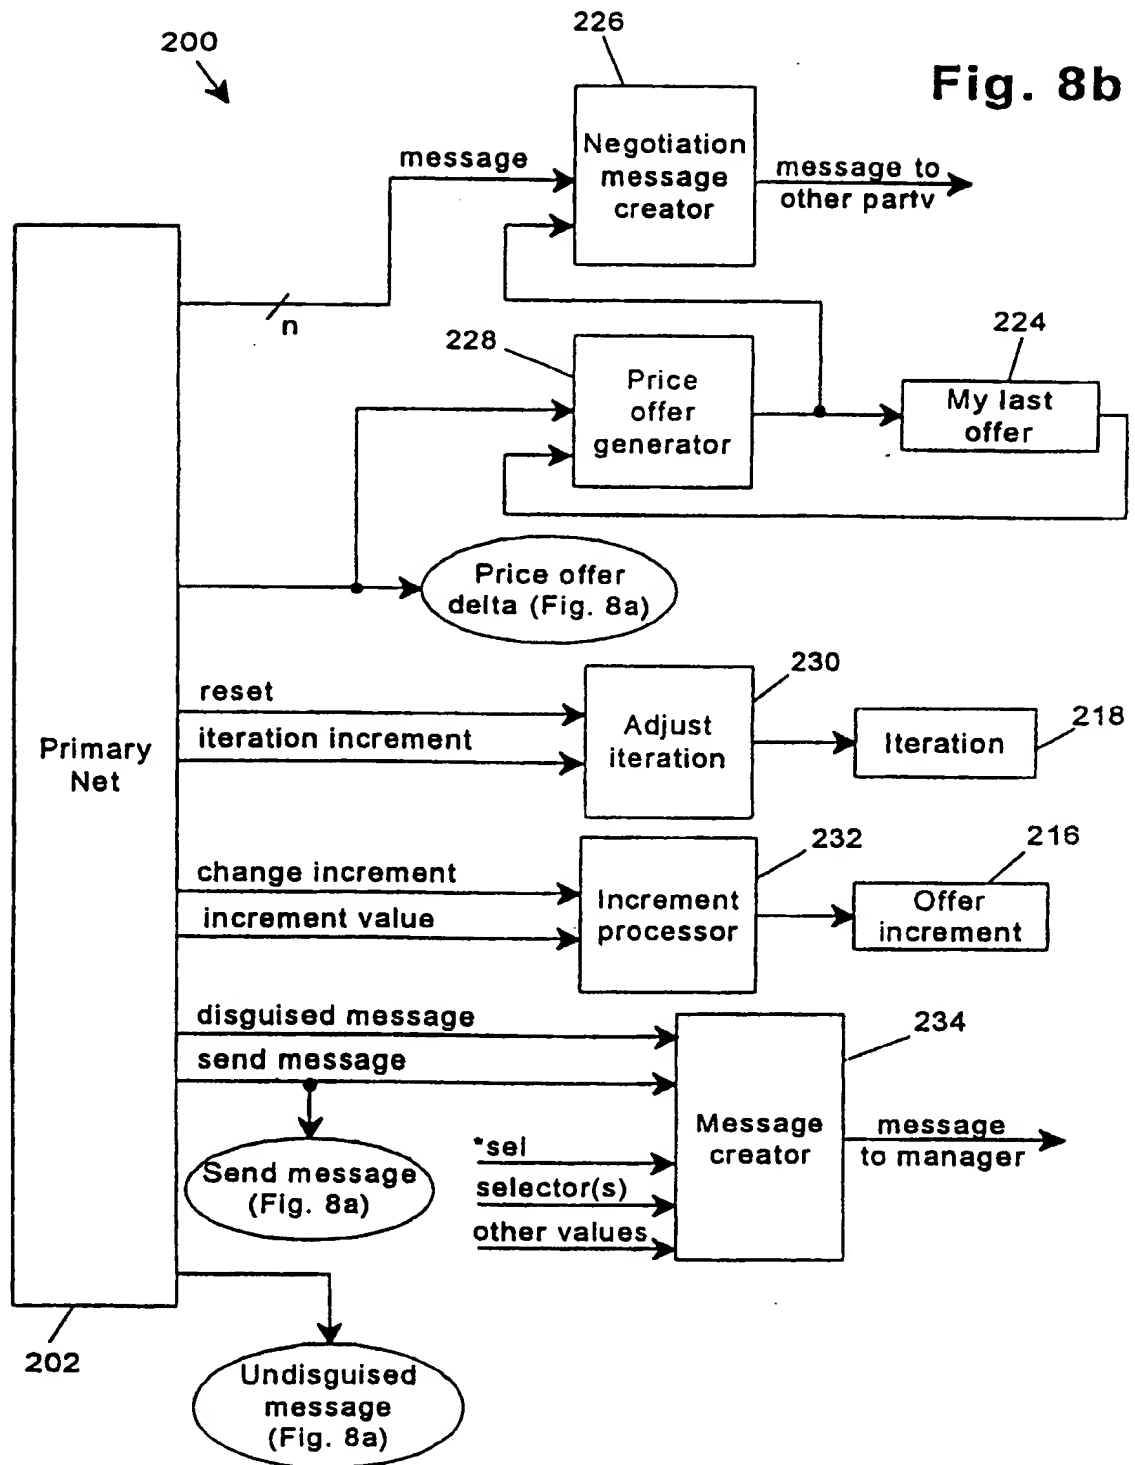 200
226
Fig. 8b
Negotiation
message
creator
message
message to
other party
n
228
224
Price
offer
generator
My last
offer
Price offer
delta (Fig. 8a)
230
reset
iteration increment
Adjust
iteration
Iteration
218
Primary
Net
232
216
change increment
increment value
Increment
processor
Offer
increment
disguised message
send message
234
Message
creator
message
to manager
*sel
selector(s)
other values
Send message
(Fig. 8a)
202
Undisguised
message
(Fig. 8a)